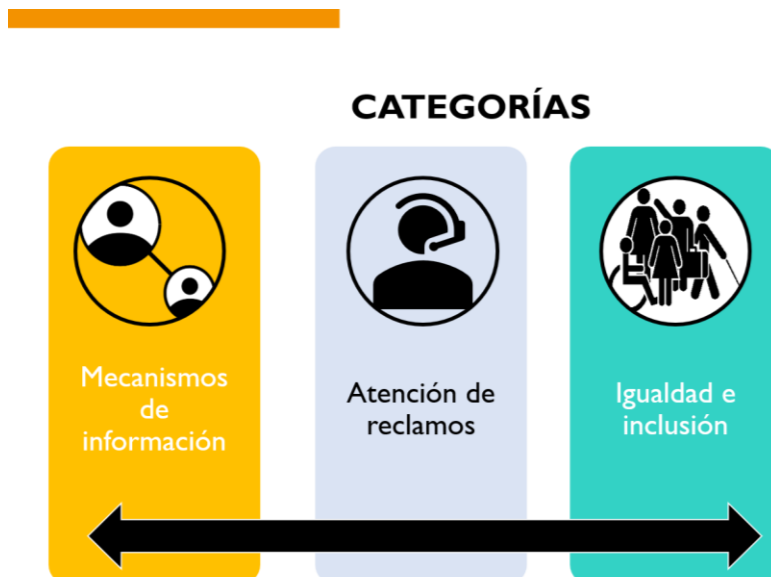 CATEGORÍAS
Mecanismos
de
información
Atención de
reclamos
Igualdad e
inclusión